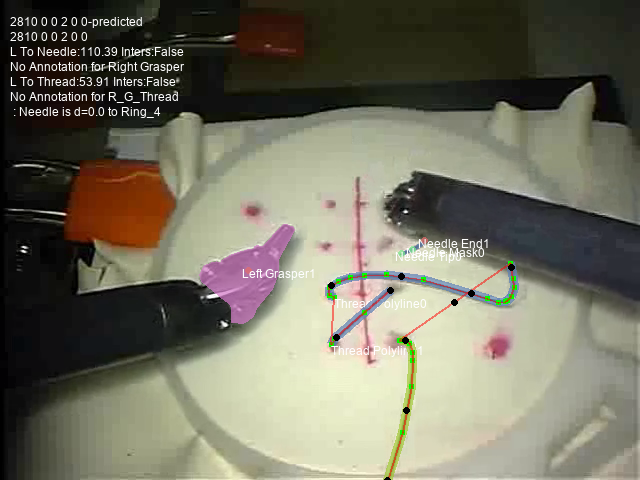 2810 0 0 2 0 0-predicted
2810 0 0 2 0 0
L To Needle:110.39 Inters:False
No Annotation for Right Grasper
L To Thread:53.91 Inters:False
No Annotation for R_G_Thread
: Needle is d=0.0 to Ring_4
Needle End1
Needle Mask0
Needle Tip0
Left Grasper1
Thread Polyline0
Thread Polyline1